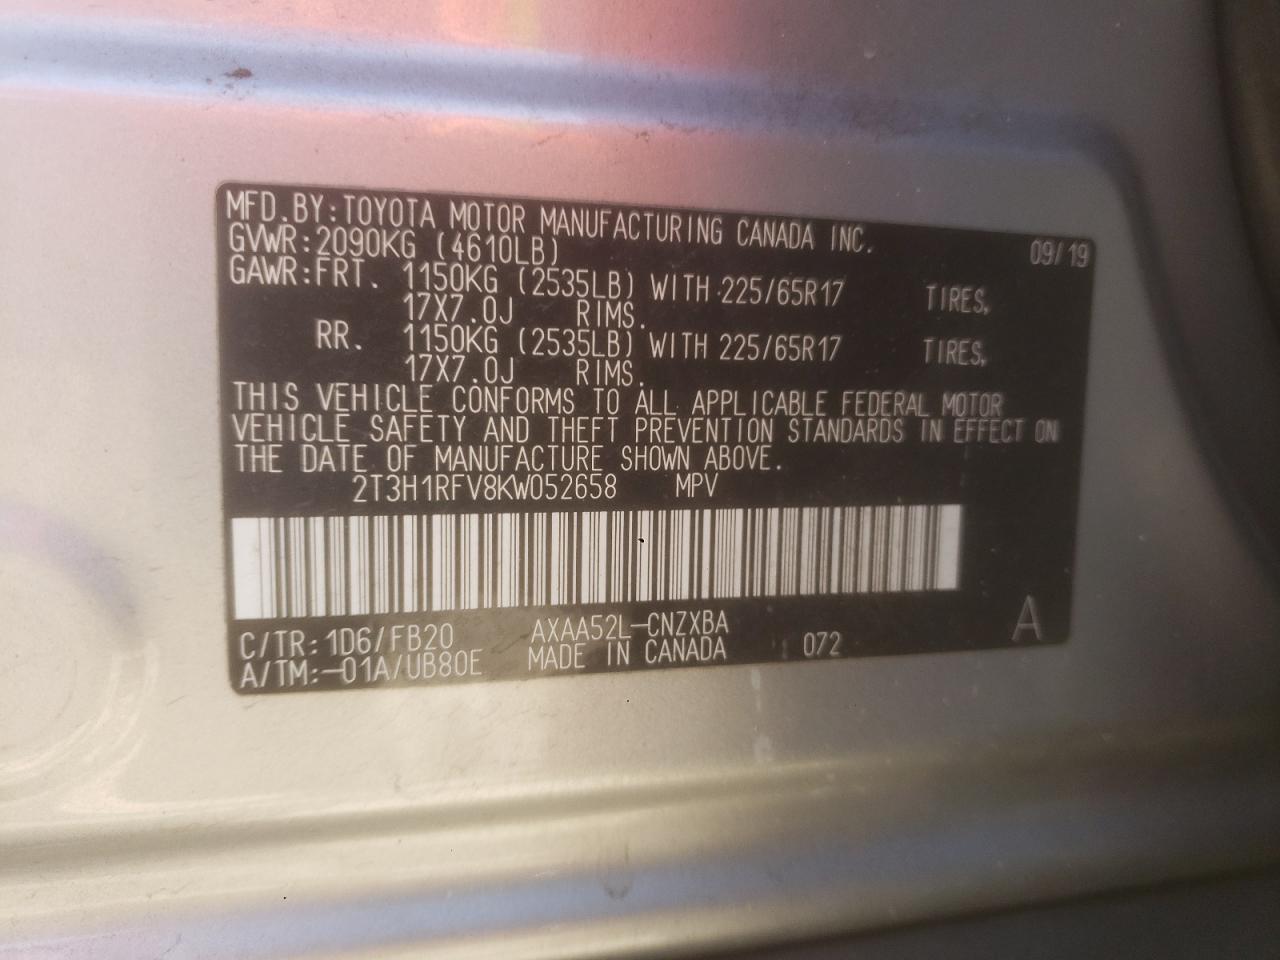 MFD.BY:TOYOTA MOTOR MANUFACTURING CANADA INC. 09/19
GVWR:2090KG (4610LB)
GAWR:FRT. 1150KG (2535LB) WITH 225/65R17 TIRES,
17X7.0J RIMS.
RR. 1150KG (2535LB) WITH 225/65R17 TIRES,
17X7.0J RIMS.
THIS VEHICLE CONFORMS TO ALL APPLICABLE FEDERAL MOTOR
VEHICLE SAFETY AND THEFT PREVENTION STANDARDS IN EFFECT ON
THE DATE OF MANUFACTURE SHOWN ABOVE.
2T3H1RFV8KW052658 MPV
C/TR:1D6/FB20 AXAA52L-CNZXBA
A/TM:-01A/UB80E MADE IN CANADA 072 A